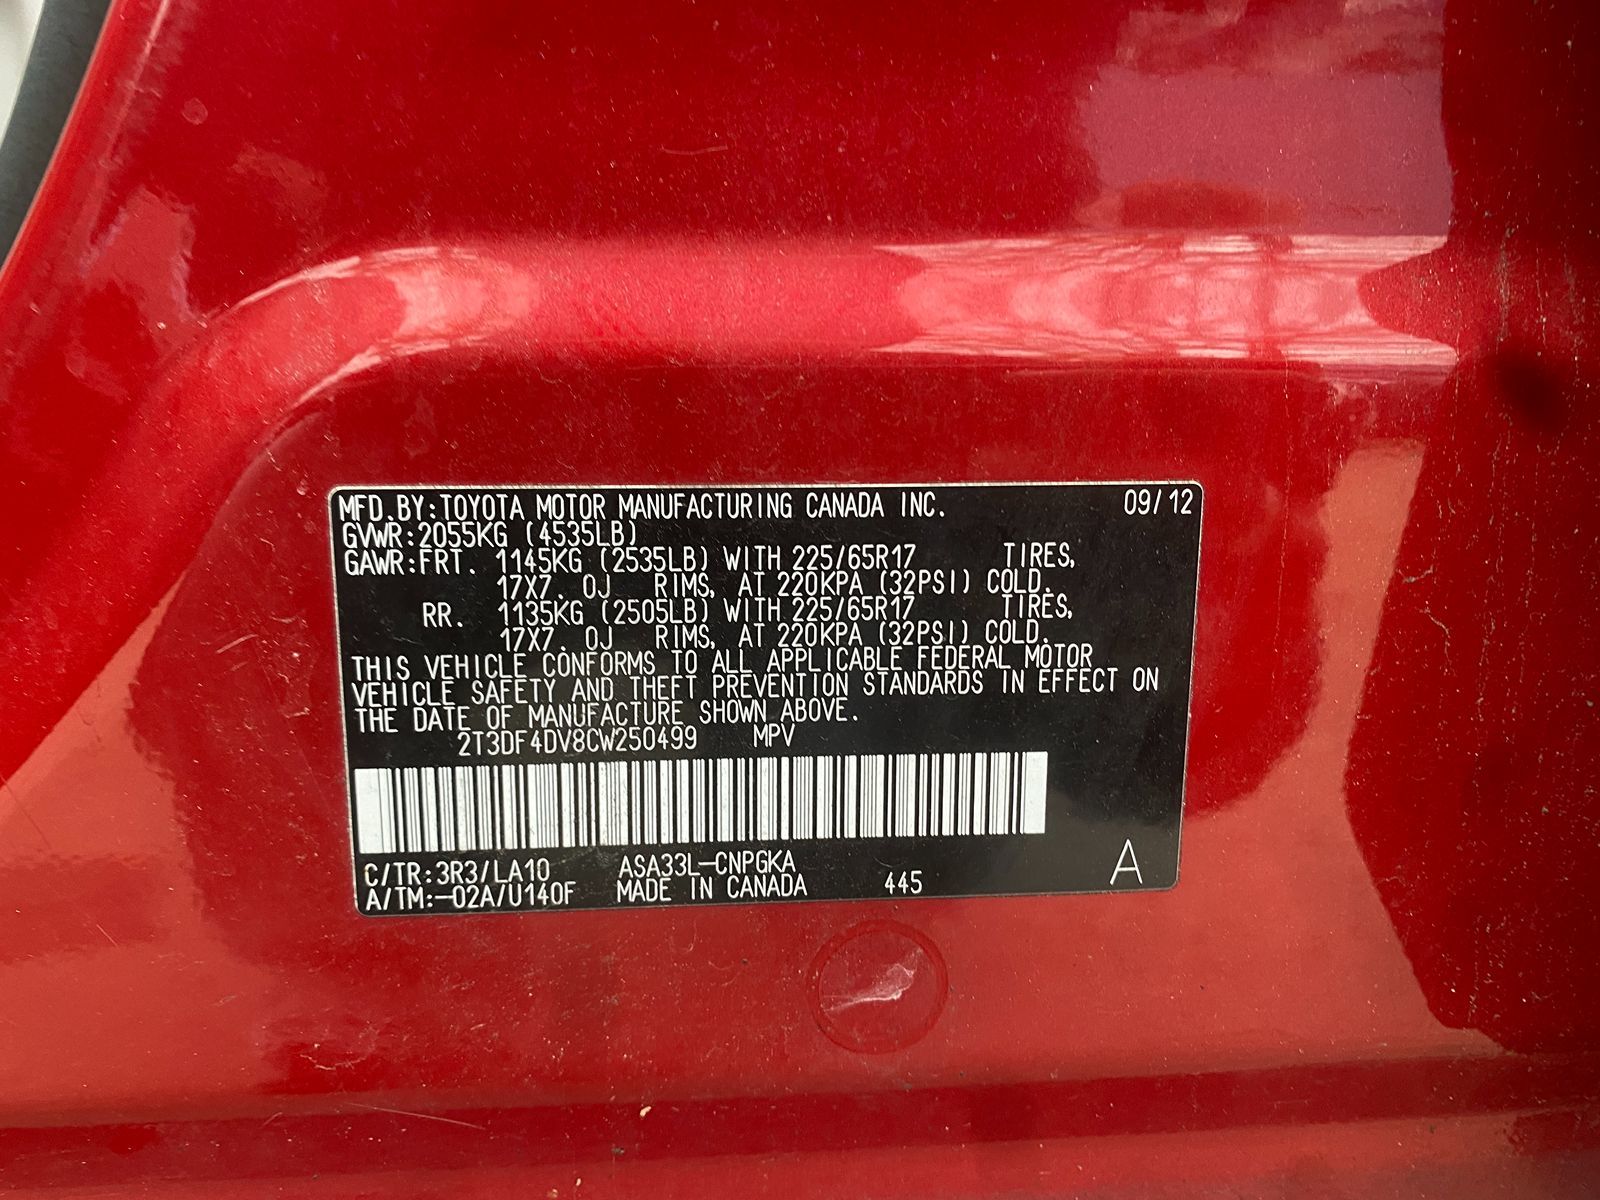 MFD.BY:TOYOTA MOTOR MANUFACTURING CANADA INC. 09/12
GVWR:2055KG (4535LB)
GAWR:FRT. 1145KG (2535LB) WITH 225/65R17 TIRES,
17X7. 0J RIMS, AT 220KPA (32PSI) COLD.
RR. 1135KG (2505LB) WITH 225/65R17 TIRES,
17X7. 0J RIMS, AT 220KPA (32PSI) COLD.
THIS VEHICLE CONFORMS TO ALL APPLICABLE FEDERAL MOTOR
VEHICLE SAFETY AND THEFT PREVENTION STANDARDS IN EFFECT ON
THE DATE OF MANUFACTURE SHOWN ABOVE.
2T3DF4DV8CW250499 MPV
C/TR:3R3/LA10 ASA33L-CNPGKA
A/TM:-02A/U140F MADE IN CANADA 445 A